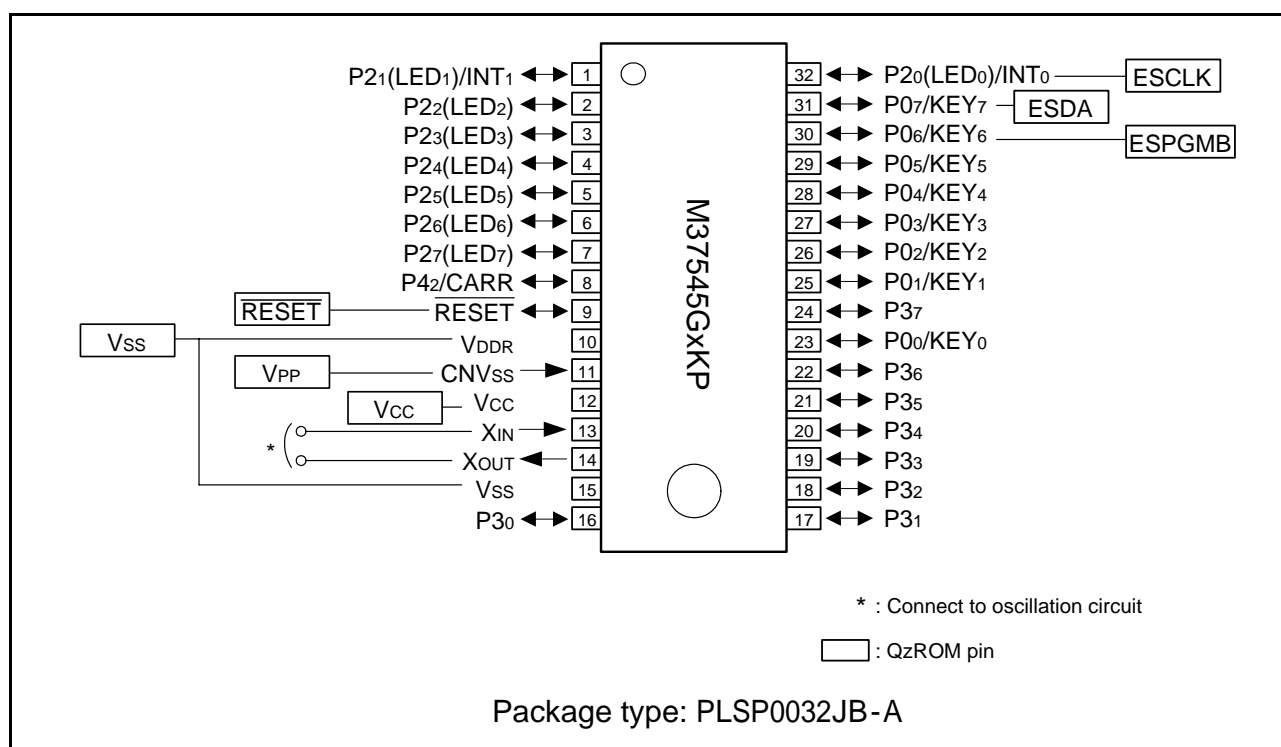 P21(LED1)/INT1 1
P22(LED2) 2
P23(LED3) 3
P24(LED4) 4
P25(LED5) 5
P26(LED6) 6
P27(LED7) 7
P42/CARR 8
RESET RESET 9
VSS VDDR 10
VPP CNVSS 11
VCC VCC 12
XIN 13
* XOUT 14
VSS 15
P30 16
M37545GxKP
32 P20(LED0)/INT0 ESCLK
31 P07/KEY7 ESDA
30 P06/KEY6 ESPGMB
29 P05/KEY5
28 P04/KEY4
27 P03/KEY3
26 P02/KEY2
25 P01/KEY1
24 P37
23 P00/KEY0
22 P36
21 P35
20 P34
19 P33
18 P32
17 P31
* : Connect to oscillation circuit
: QzROM pin
Package type: PLSP0032JB-A